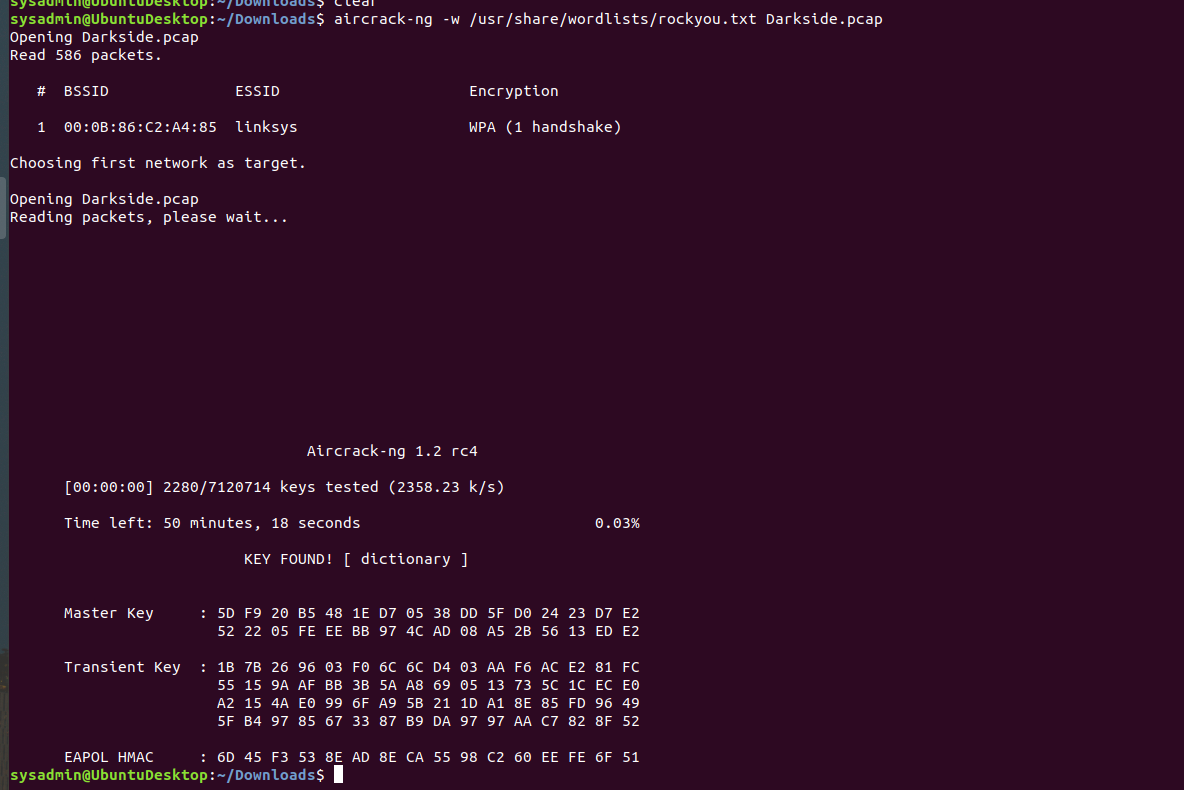 sysadmin@UbuntuDesktop:~/Downloads$ clear
sysadmin@UbuntuDesktop:~/Downloads$ aircrack-ng -w /usr/share/wordlists/rockyou.txt Darkside.pcap
Opening Darkside.pcap
Read 586 packets.
# BSSID ESSID Encryption
1 00:0B:86:C2:A4:85 linksys WPA (1 handshake)
Choosing first network as target.
Opening Darkside.pcap
Reading packets, please wait...
Aircrack-ng 1.2 rc4
[00:00:00] 2280/7120714 keys tested (2358.23 k/s)
Time left: 50 minutes, 18 seconds 0.03%
KEY FOUND! [ dictionary ]
Master Key : 5D F9 20 B5 48 1E D7 05 38 DD 5F D0 24 23 D7 E2
52 22 05 FE EE BB 97 4C AD 08 A5 2B 56 13 ED E2
Transient Key : 1B 7B 26 96 03 F0 6C 6C D4 03 AA F6 AC E2 81 FC
55 15 9A AF BB 3B 5A A8 69 05 13 73 5C 1C EC E0
A2 15 4A E0 99 6F A9 5B 21 1D A1 8E 85 FD 96 49
5F B4 97 85 67 33 87 B9 DA 97 97 AA C7 82 8F 52
EAPOL HMAC : 6D 45 F3 53 8E AD 8E CA 55 98 C2 60 EE FE 6F 51
sysadmin@UbuntuDesktop:~/Downloads$